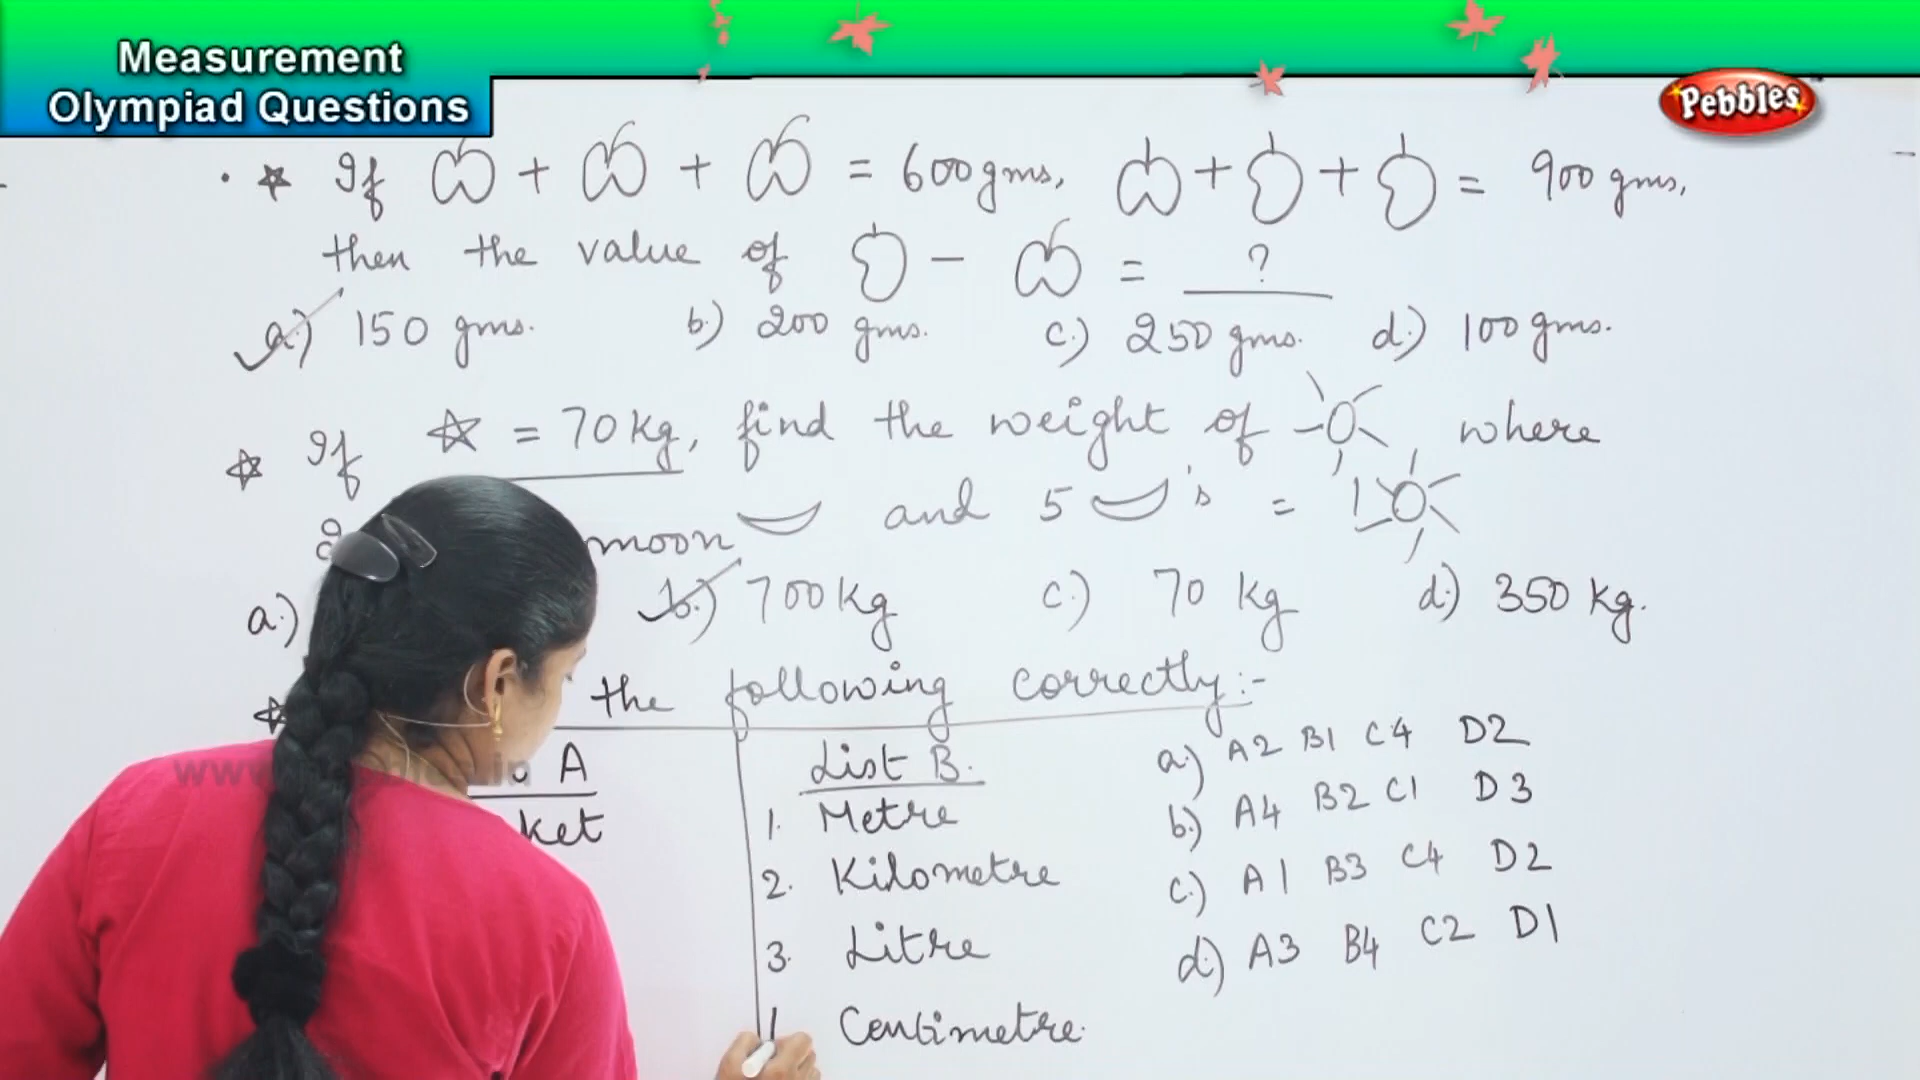 Measurement
Olympiad Questions
Pebbles
If + + = 600 gms, + + = 900 gms,
then the value of - = ?
a.) 150 gms. b.) 200 gms. c.) 250 gms. d.) 100 gms.
If = 70 kg, find the weight of where
moon and 5 's =
a.) b.) 700 kg c.) 70 kg d.) 350 kg.
the following correctly:-
A List B.
ket 1. Metre
2. Kilometre
3. Litre
Centimetre.
a.) A2 B1 C4 D2
b.) A4 B2 C1 D3
c.) A1 B3 C4 D2
d.) A3 B4 C2 D1